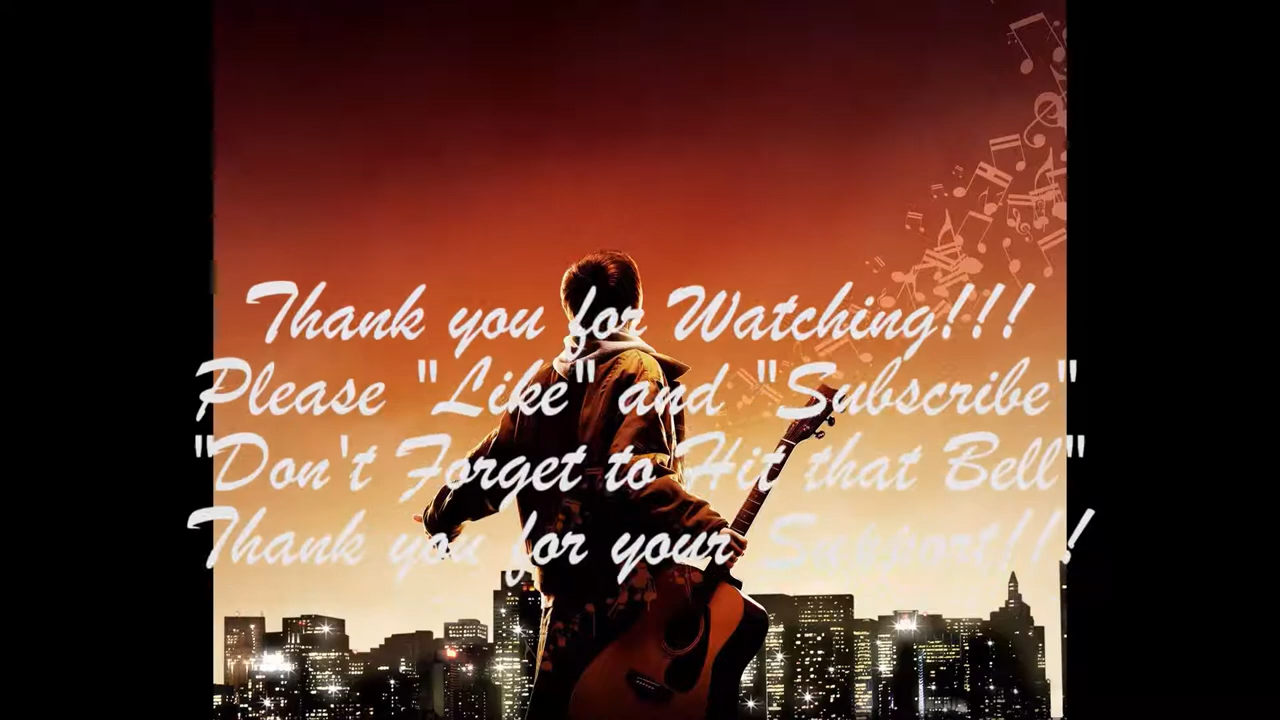 Thank you for Watching!!!
Please "Like" and "Subscribe"
"Don't Forget to Hit that Bell"
Thank you for your Support!!!